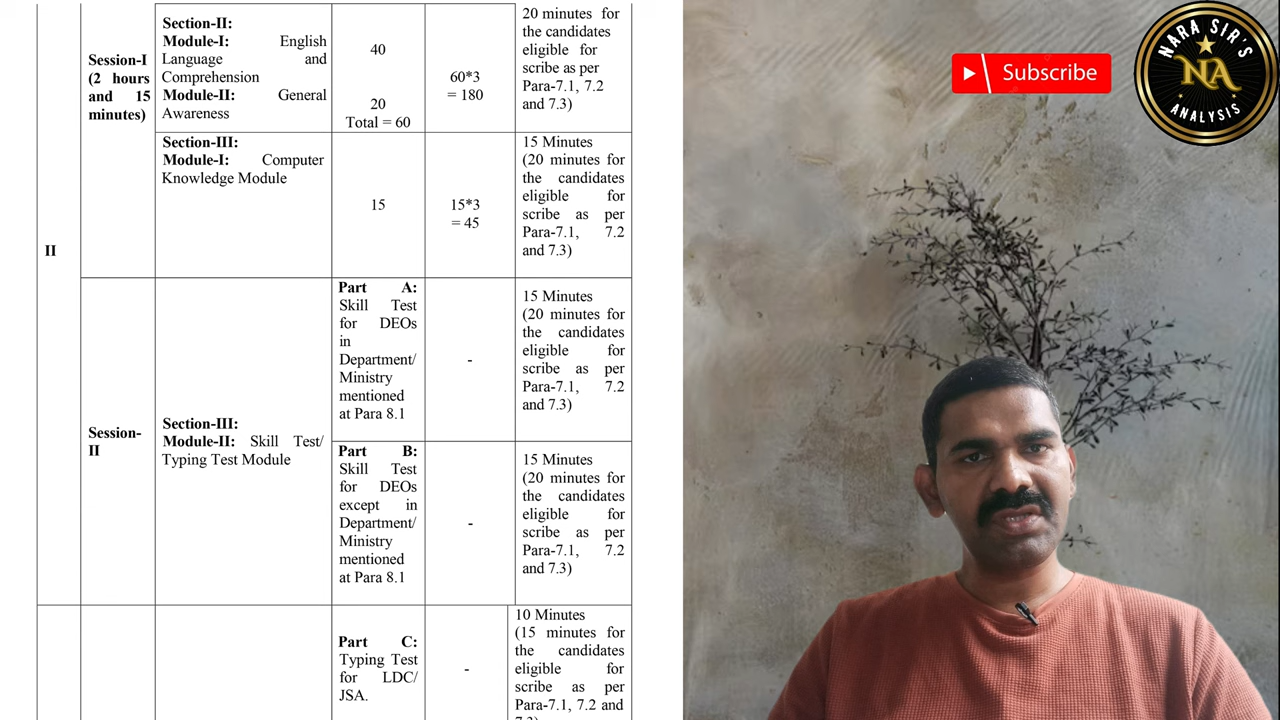 II
Session-I
(2 hours
and 15
minutes)
Section-II:
Module-I: English
Language and
Comprehension
Module-II: General
Awareness
40
20
Total = 60
60*3
= 180
20 minutes for
the candidates
eligible for
scribe as per
Para-7.1, 7.2
and 7.3)
Section-III:
Module-I: Computer
Knowledge Module
15
15*3
= 45
15 Minutes
(20 minutes for
the candidates
eligible for
scribe as per
Para-7.1, 7.2
and 7.3)
Session-
II
Section-III:
Module-II: Skill Test/
Typing Test Module
Part A:
Skill Test
for DEOs
in
Department/
Ministry
mentioned
at Para 8.1
-
15 Minutes
(20 minutes for
the candidates
eligible for
scribe as per
Para-7.1, 7.2
and 7.3)
Part B:
Skill Test
for DEOs
except in
Department/
Ministry
mentioned
at Para 8.1
-
15 Minutes
(20 minutes for
the candidates
eligible for
scribe as per
Para-7.1, 7.2
and 7.3)
Part C:
Typing Test
for LDC/
JSA.
-
10 Minutes
(15 minutes for
the candidates
eligible for
scribe as per
Para-7.1, 7.2 and
7.3)
Subscribe
NARA SIR'S
NA
ANALYSIS